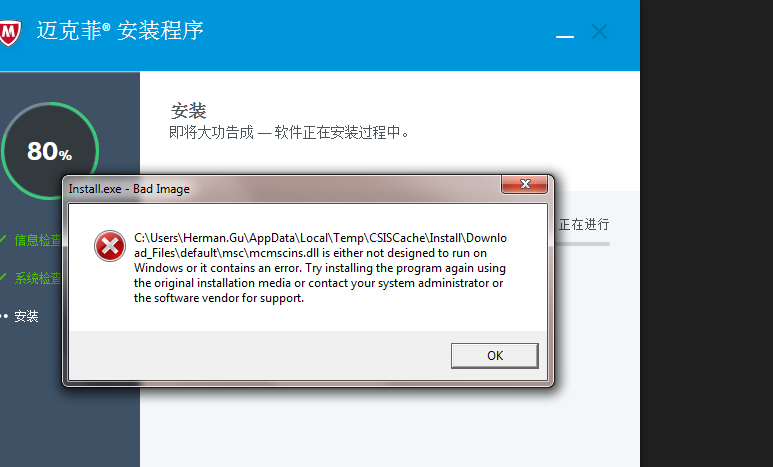 迈克菲® 安装程序
安装
即将大功告成 — 软件正在安装过程中。
80%
Install.exe - Bad Image
C:\Users\Herman.Gu\AppData\Local\Temp\CSISCache\Install\Downlo
ad_Files\default\msc\mcmscins.dll is either not designed to run on
Windows or it contains an error. Try installing the program again using
the original installation media or contact your system administrator or
the software vendor for support.
正在进行
信息检查
系统检查
安装
OK